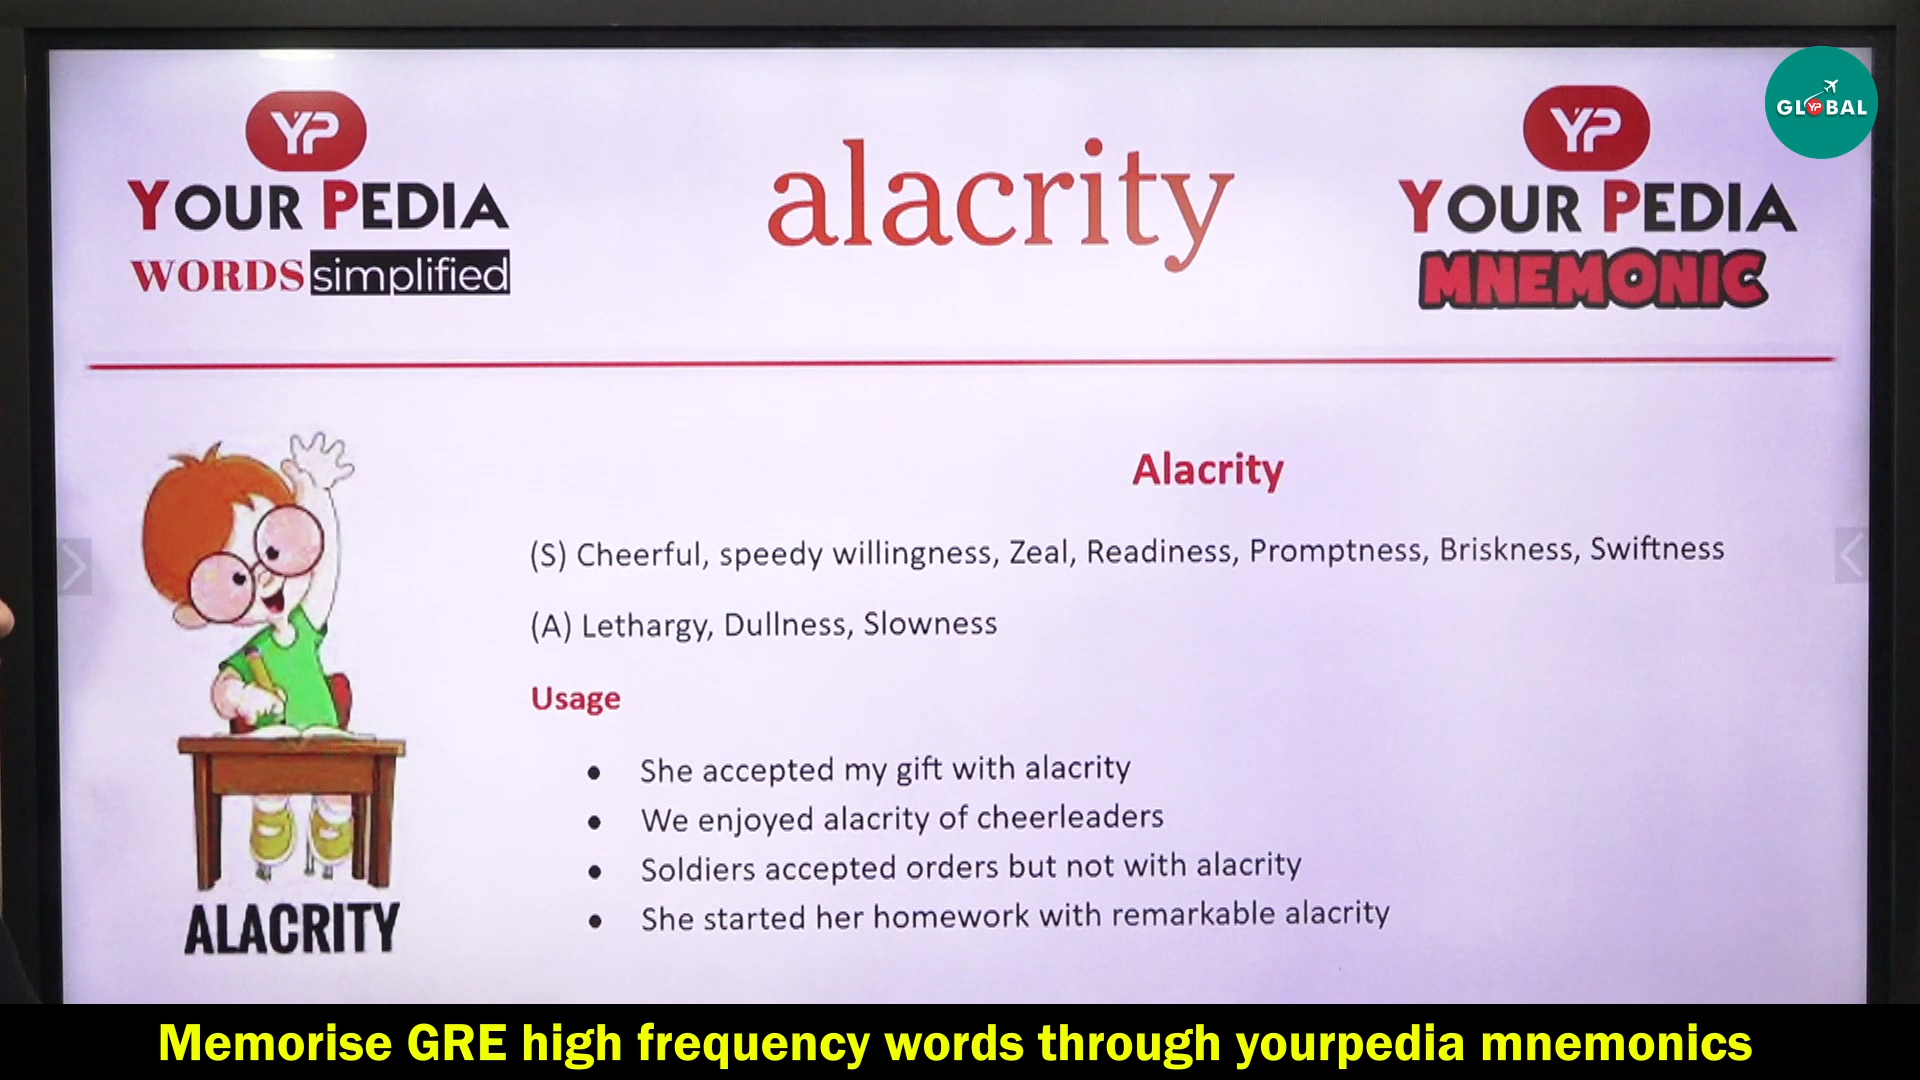 YP
YOUR PEDIA
WORDS simplified
alacrity
YP
YOUR PEDIA
MNEMONIC
GLYPBAL
Alacrity
(S) Cheerful, speedy willingness, Zeal, Readiness, Promptness, Briskness, Swiftness
(A) Lethargy, Dullness, Slowness
Usage
• She accepted my gift with alacrity
• We enjoyed alacrity of cheerleaders
• Soldiers accepted orders but not with alacrity
• She started her homework with remarkable alacrity
ALACRITY
Memorise GRE high frequency words through yourpedia mnemonics